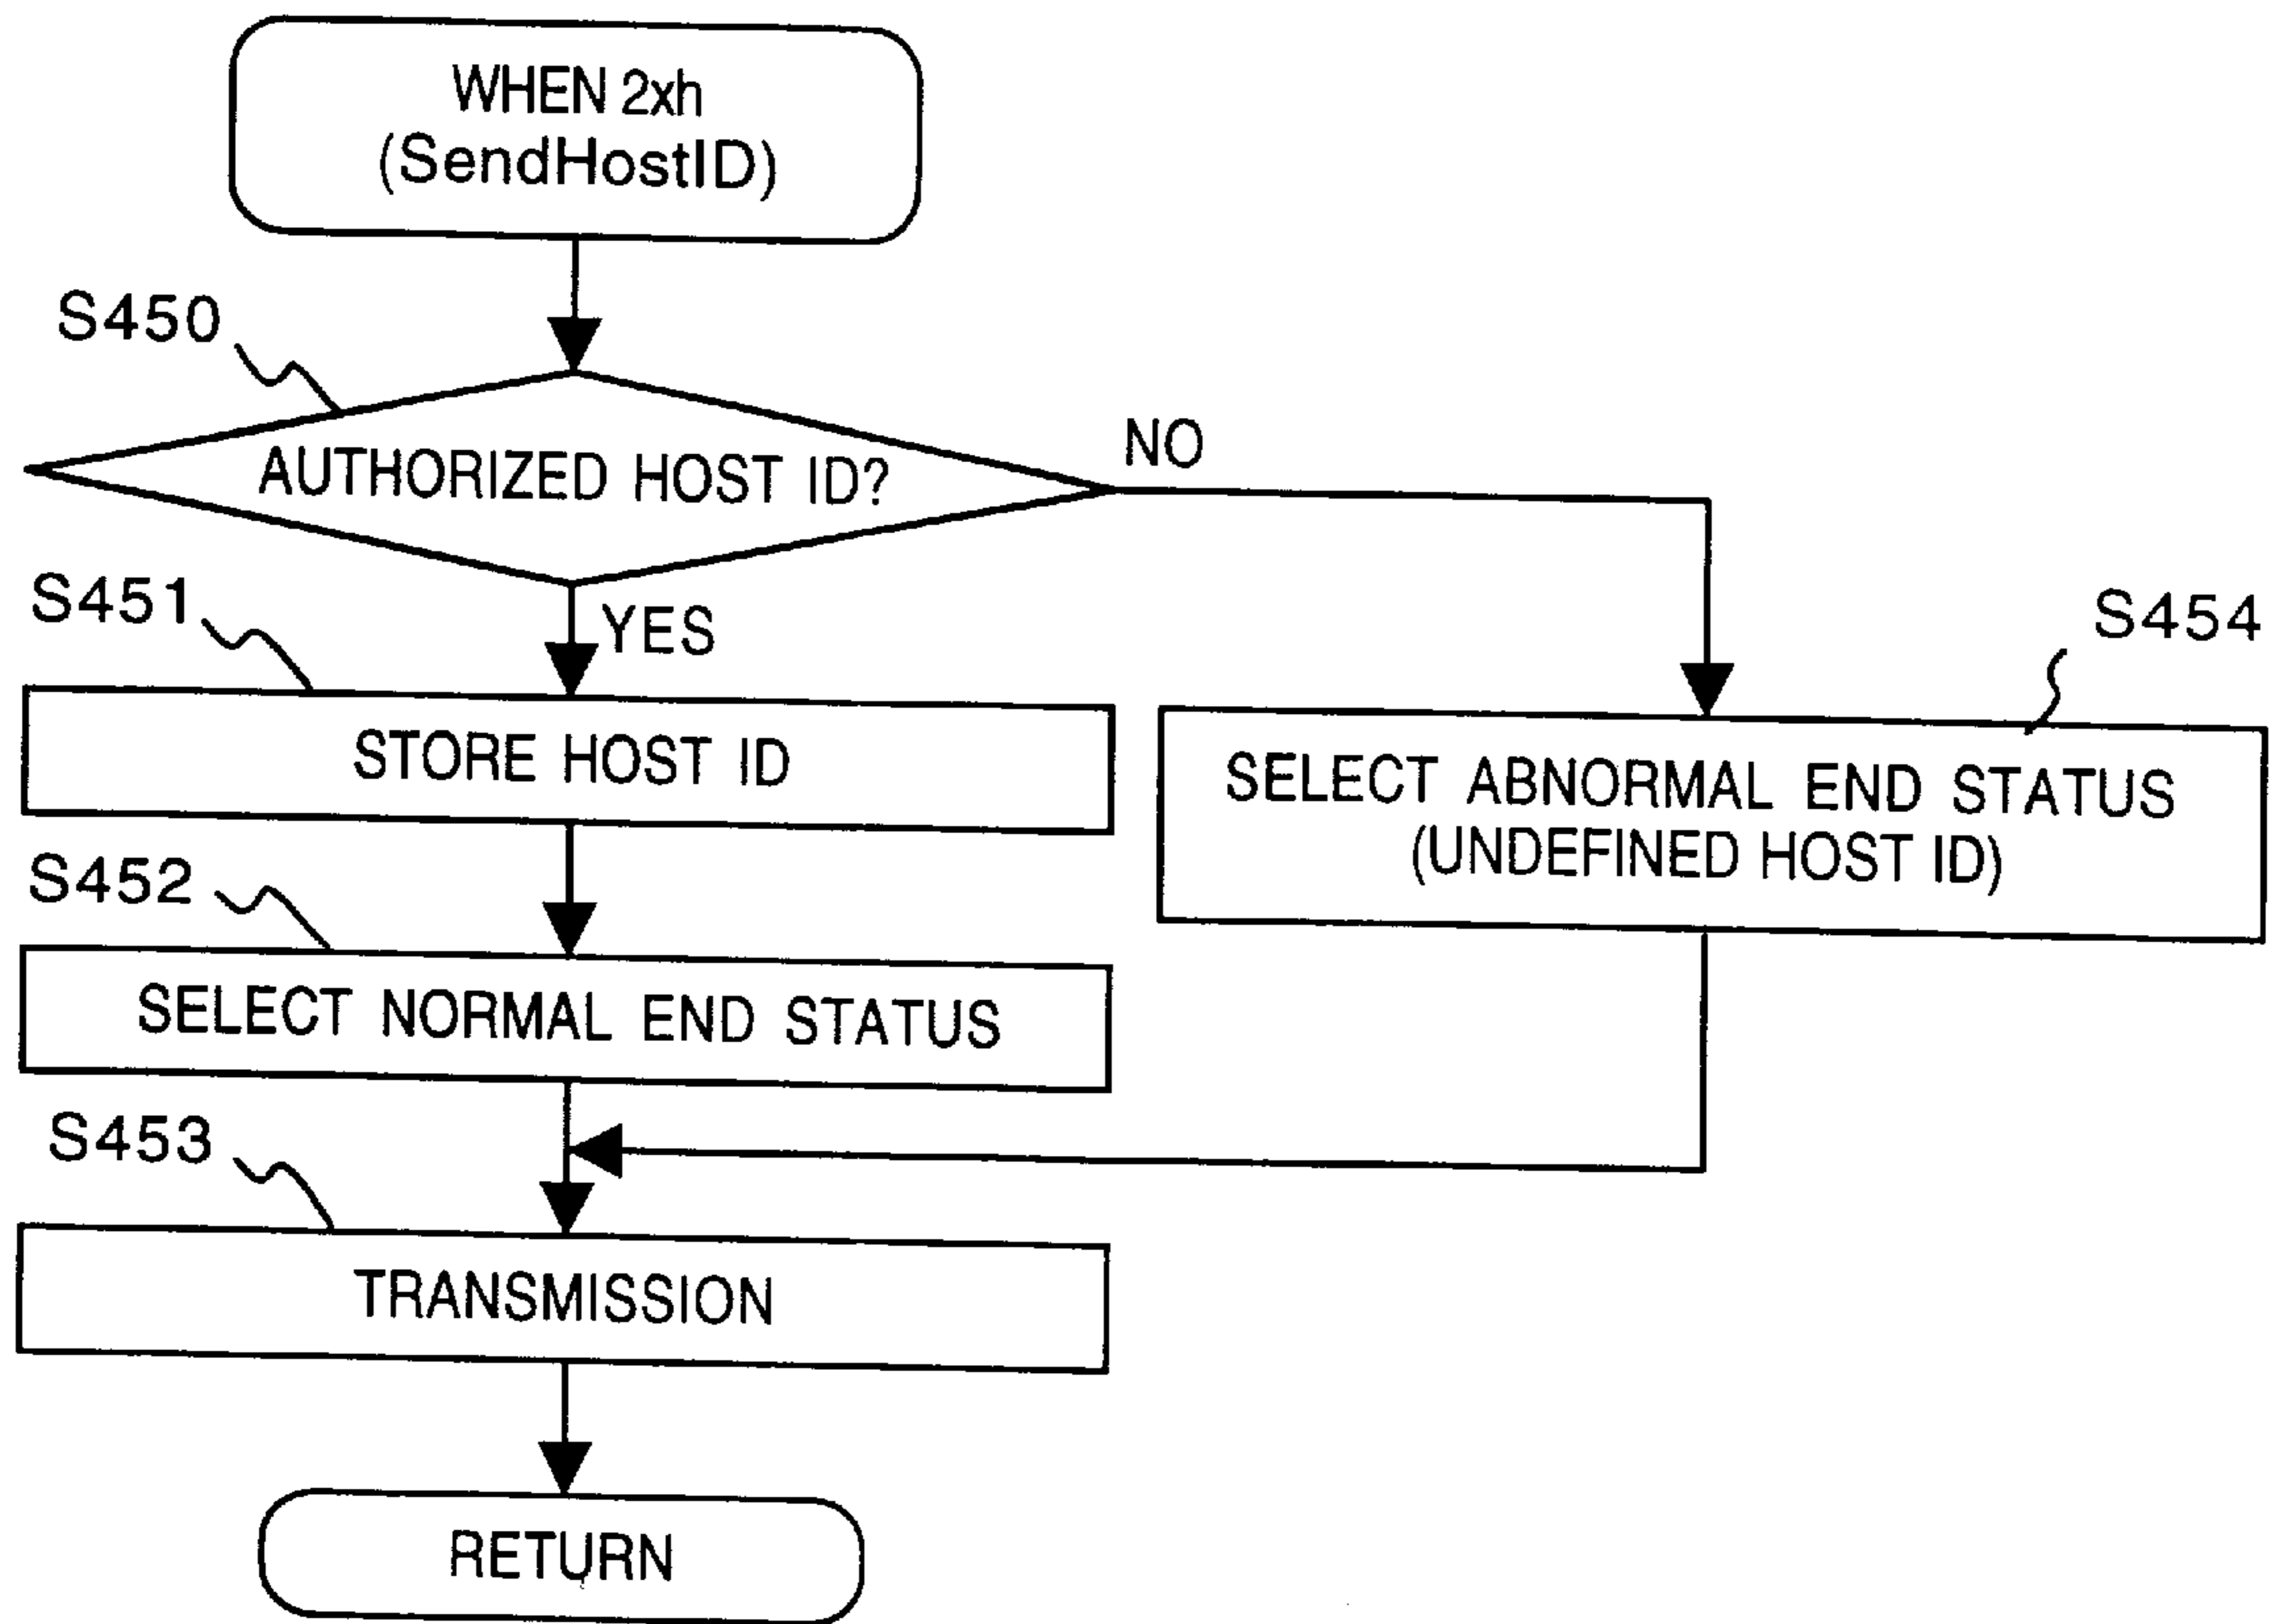 WHEN 2xh
(SendHostID)
S450
AUTHORIZED HOST ID?
NO
S451
YES
STORE HOST ID
S454
SELECT ABNORMAL END STATUS
(UNDEFINED HOST ID)
S452
SELECT NORMAL END STATUS
S453
TRANSMISSION
RETURN